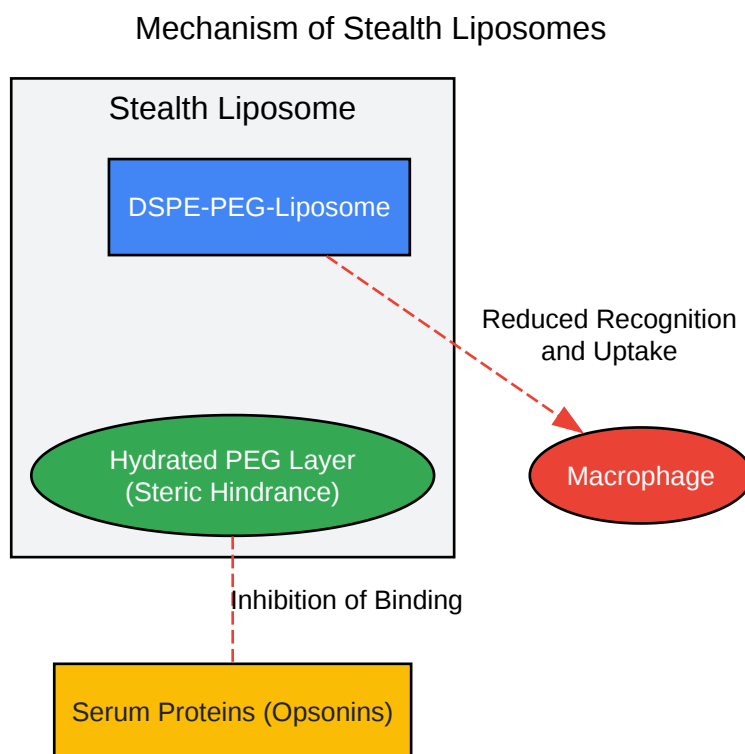 Mechanism of Stealth Liposomes
Stealth Liposome
DSPE-PEG-Liposome
Reduced Recognition
and Uptake
Hydrated PEG Layer
(Steric Hindrance)
Macrophage
Inhibition of Binding
Serum Proteins (Opsonins)